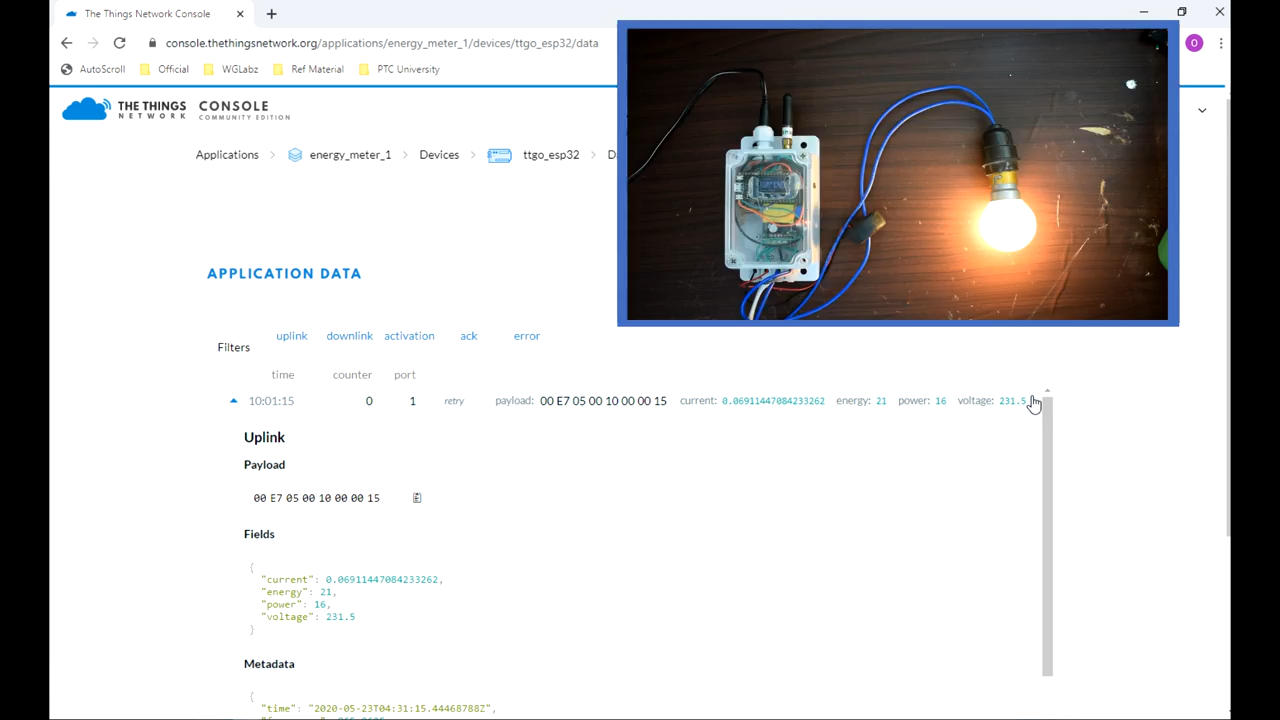 The Things Network Console
console.thethingsnetwork.org/applications/energy_meter_1/devices/ttgo_esp32/data
O
AutoScroll Official WGLabz Ref Material PTC University
THE THINGS NETWORK CONSOLE COMMUNITY EDITION
Applications energy_meter_1 Devices ttgo_esp32 D
APPLICATION DATA
Filters uplink downlink activation ack error
time counter port
10:01:15 0 1 retry payload: 00 E7 05 00 10 00 00 15 current: 0.06911447084233262 energy: 21 power: 16 voltage: 231.5
Uplink
Payload
00 E7 05 00 10 00 00 15
Fields
{
"current": 0.06911447084233262,
"energy": 21,
"power": 16,
"voltage": 231.5
}
Metadata
{
"time": "2020-05-23T04:31:15.44468788Z",